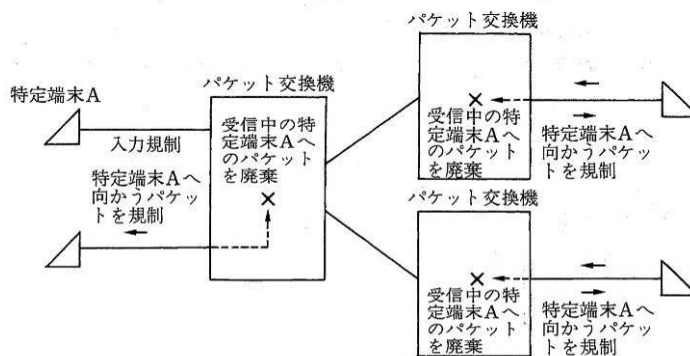 パケット交換機
特定端末A
入力規制
特定端末Aへ
向かうパケッ
トを規制
受信中の特
定端末Aへ
のパケット
を廃棄
パケット交換機
受信中の特
定端末Aへ
のパケット
を廃棄
特定端末Aへ
向かうパケッ
トを規制
パケット交換機
受信中の特
定端末Aへ
のパケット
を廃棄
特定端末Aへ
向かうパケッ
トを規制